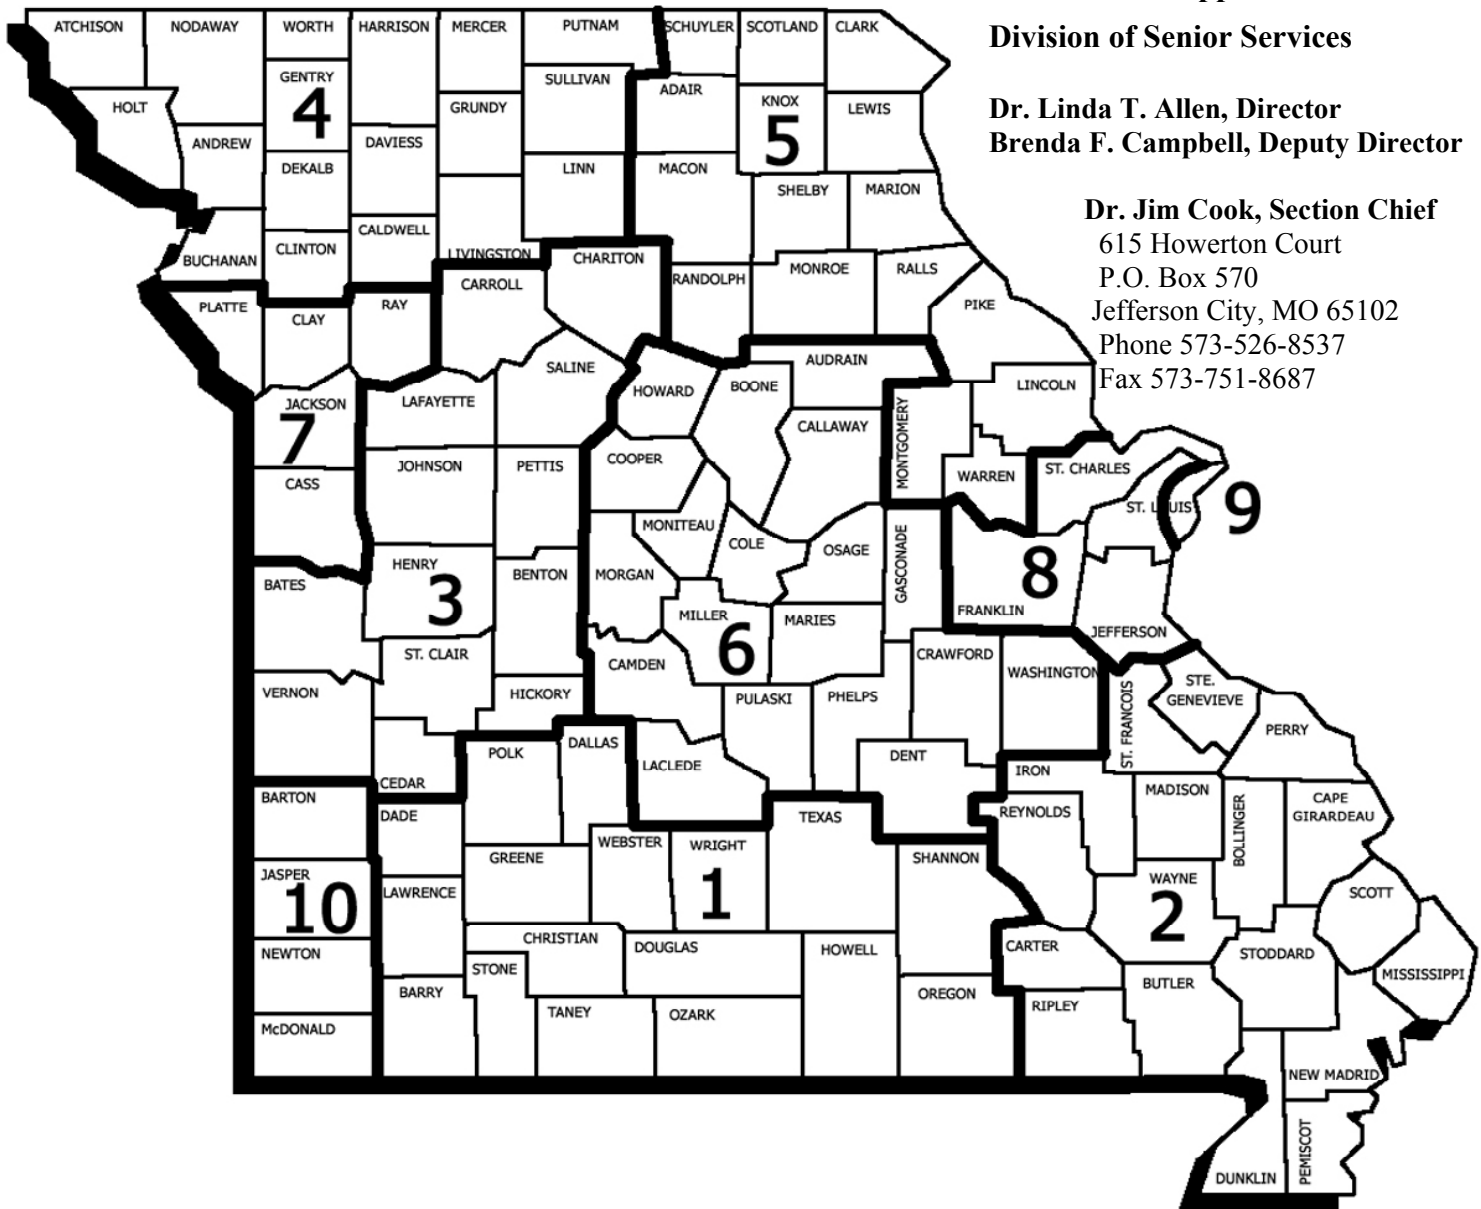 Division of Senior Services
Dr. Linda T. Allen, Director
Brenda F. Campbell, Deputy Director
Dr. Jim Cook, Section Chief
615 Howerton Court
P.O. Box 570
Jefferson City, MO 65102
Phone 573-526-8537
Fax 573-751-8687
ATCHISON
NODAWAY
WORTH
HARRISON
MERCER
PUTNAM
SCHUYLER
SCOTLAND
CLARK
HOLT
GENTRY
4
GRUNDY
SULLIVAN
ADAIR
KNOX
5
LEWIS
ANDREW
DEKALB
DAVIESS
LINN
MACON
SHELBY
MARION
BUCHANAN
CLINTON
CALDWELL
LIVINGSTON
CHARITON
RANDOLPH
MONROE
RALLS
PIKE
PLATTE
CLAY
RAY
CARROLL
SALINE
HOWARD
BOONE
AUDRAIN
LINCOLN
JACKSON
7
LAFAYETTE
CALLAWAY
MONTGOMERY
CASS
JOHNSON
PETTIS
COOPER
WARREN
ST. CHARLES
ST. LOUIS
9
MONITEAU
COLE
OSAGE
GASCONADE
BATES
HENRY
3
BENTON
MORGAN
MILLER
6
MARIES
FRANKLIN
8
JEFFERSON
ST. CLAIR
CAMDEN
CRAWFORD
WASHINGTON
VERNON
HICKORY
PULASKI
PHELPS
ST. FRANCOIS
STE.
GENEVIEVE
PERRY
CEDAR
POLK
DALLAS
LACLEDE
DENT
IRON
MADISON
BARTON
DADE
WEBSTER
WRIGHT
1
TEXAS
REYNOLDS
BOLLINGER
CAPE
GIRARDEAU
JASPER
10
LAWRENCE
GREENE
SHANNON
WAYNE
2
SCOTT
NEWTON
CHRISTIAN
DOUGLAS
HOWELL
CARTER
STODDARD
MISSISSIPPI
McDONALD
BARRY
STONE
TANEY
OZARK
OREGON
RIPLEY
BUTLER
NEW MADRID
DUNKLIN
PEMISCOT